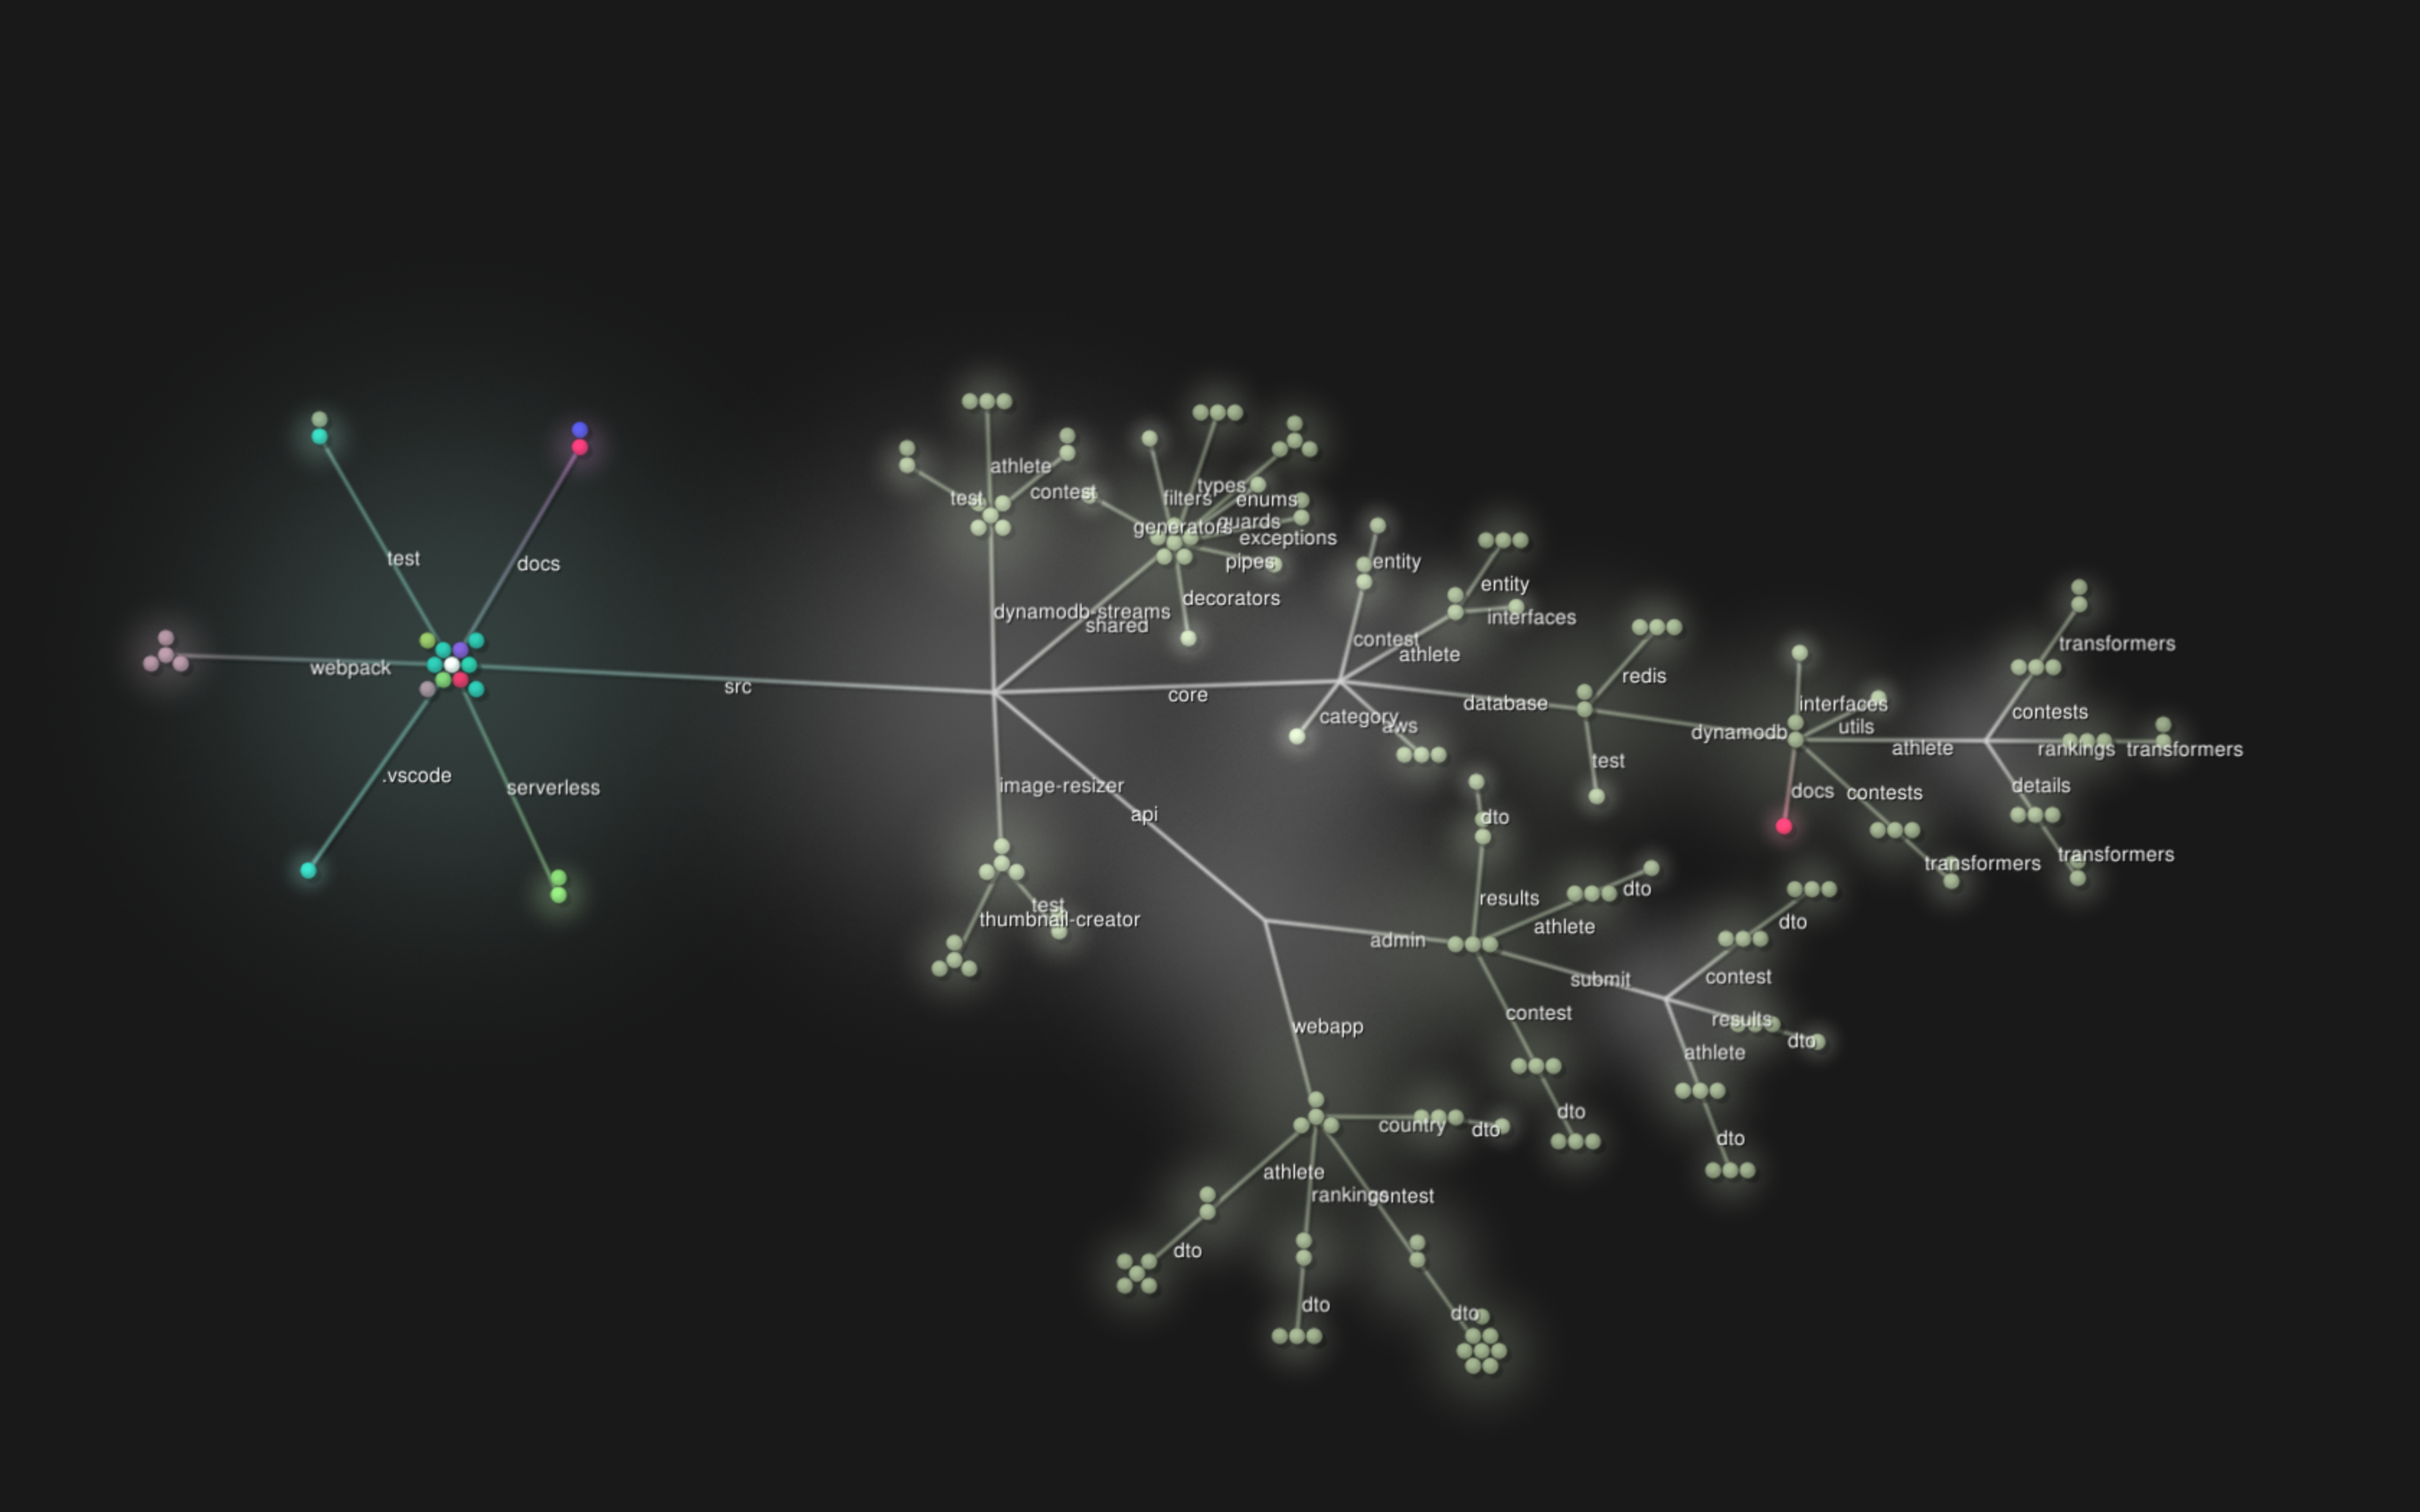 test
docs
webpack
src
.vscode
serverless
athlete
test
contest
types
filters
enums
generators
guards
exceptions
pipes
decorators
dynamodb-streams
shared
core
entity
entity
interfaces
contest
athlete
category
aws
database
redis
test
dynamodb
interfaces
utils
docs
contests
transformers
athlete
contests
transformers
rankings
transformers
details
transformers
image-resizer
test
thumbnail-creator
api
admin
dto
results
athlete
dto
submit
contest
dto
results
dto
athlete
dto
contest
dto
webapp
country
dto
athlete
dto
rankings
dto
contest
dto